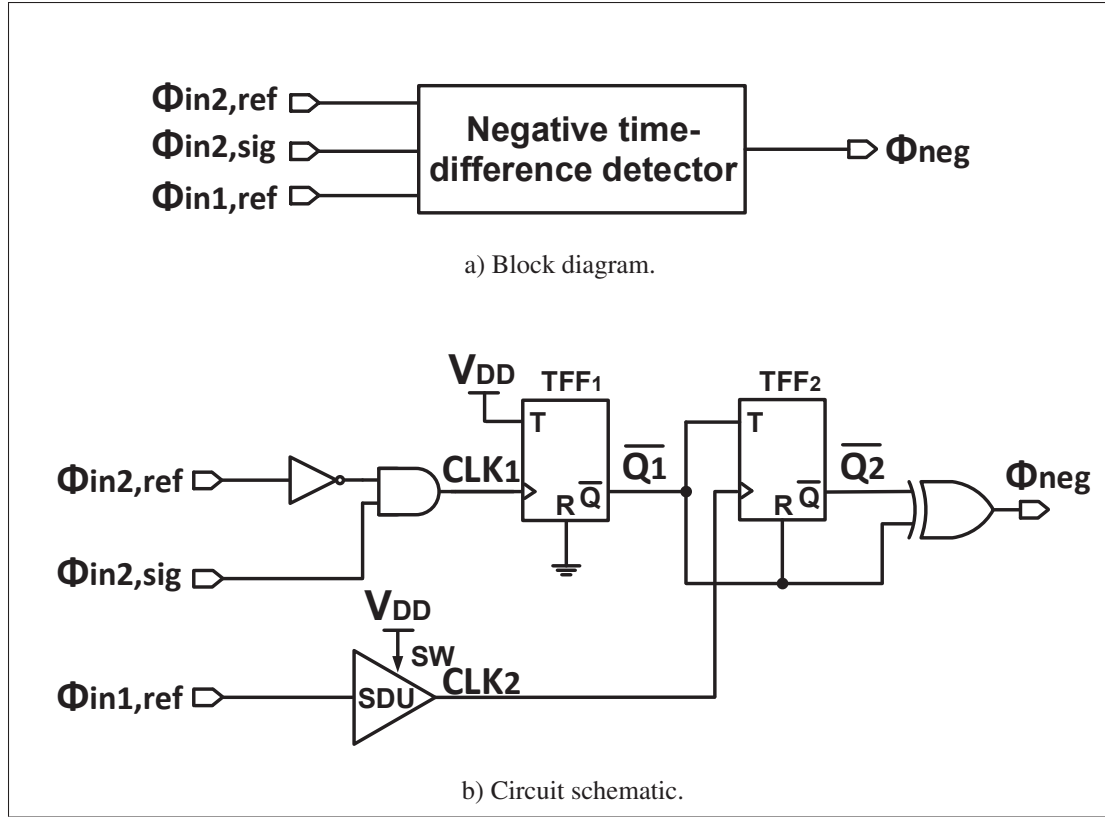 Φin2,ref
Φin2,sig
Φin1,ref
Negative time-
difference detector
Φneg
a) Block diagram.
VDD
TFF1
TFF2
T
T
Φin2,ref
CLK1
Q1
Q2
Φneg
R
Q
R
Q
Φin2,sig
VDD
SW
Φin1,ref
SDU
CLK2
b) Circuit schematic.